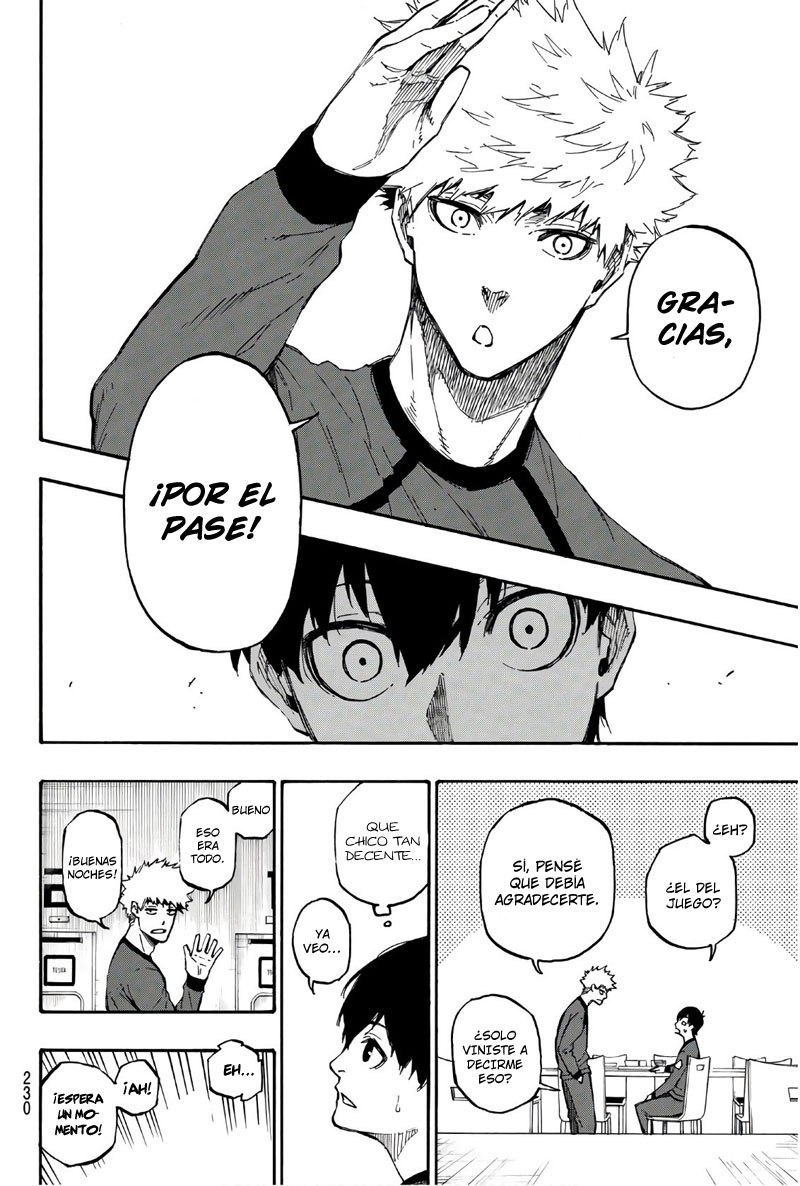 GRA-
CIAS,
¡POR EL
PASE!
¿EH?
¿EL DEL
JUEGO?
SÍ, PENSÉ
QUE DEBÍA
AGRADECERTE.
¿SOLO
VINISTE A
DECIRME
ESO?
QUE
CHICO TAN
DECENTE...
YA
VEO...
BUENO
ESO
ERA
TODO.
¡BUENAS
NOCHES!
EH...
¡AH!
¡ESPERA
UN MO-
MENTO!
230